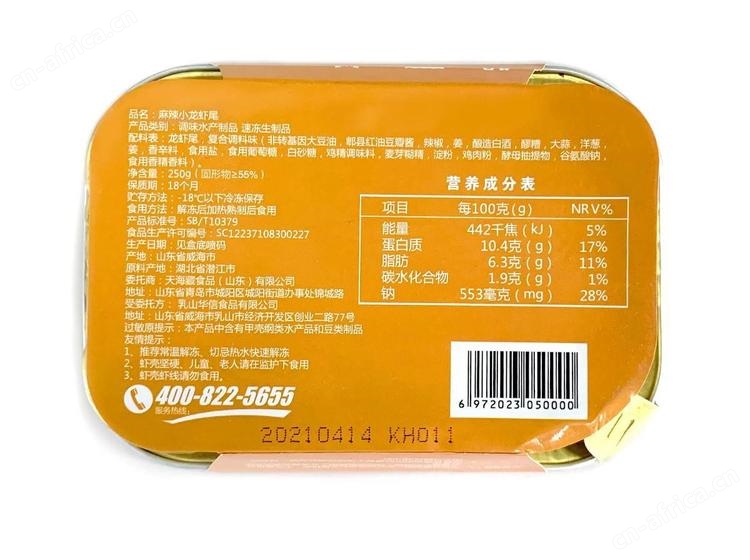 品名：麻辣小龙虾尾
产品类别：调味水产制品 速冻生制品
配料表：龙虾尾，复合调料味（非转基因大豆油，郫县红油豆瓣酱，辣椒，姜，酿造白酒，醪糟，大蒜，洋葱，
姜，香辛料，食用盐，食用葡萄糖，白砂糖，鸡精调味料，麦芽糊精，淀粉，鸡肉粉，酵母抽提物，谷氨酸钠，
食用香精香料）。
净含量：250g（固形物≥55%）
保质期：18个月
贮存方法：-18℃以下冷冻保存
食用方法：解冻后加热熟制后食用
产品标准号：SB/T10379
食品生产许可编号：SC12237108300227
生产日期：见盒底喷码
产地：山东省威海市
原料产地：湖北省潜江市
委托商：天海藏食品（山东）有限公司
地址：山东省青岛市城阳区城阳街道办事处锦城路
受委托方：乳山华信食品有限公司
地址：山东省威海市乳山市经济开发区创业二路77号
过敏原提示：本产品中含有甲壳纲类水产品和豆类制品
友情提示：
1、推荐常温解冻、切忌热水快速解冻
2、虾壳坚硬、儿童、老人请在监护下食用
3、虾壳虾线请勿食用。
400-822-5655
服务热线：
营养成分表
项目 每100克(g) NRV%
能量 442千焦（kJ） 5%
蛋白质 10.4克（g） 17%
脂肪 6.3克（g） 11%
碳水化合物 1.9克（g） 1%
钠 553毫克（mg） 28%
6 972023 050000
20210414 KH011
cn-africa.cn
cn-africa.cn